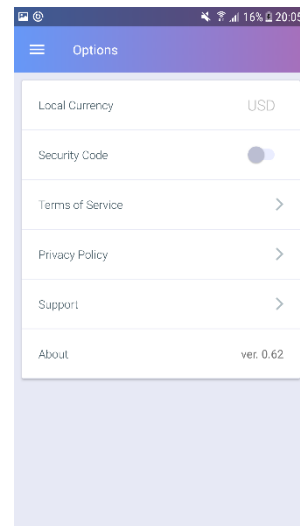 16% 20:05
Options
Local Currency USD
Security Code
Terms of Service
Privacy Policy
Support
About ver. 0.62